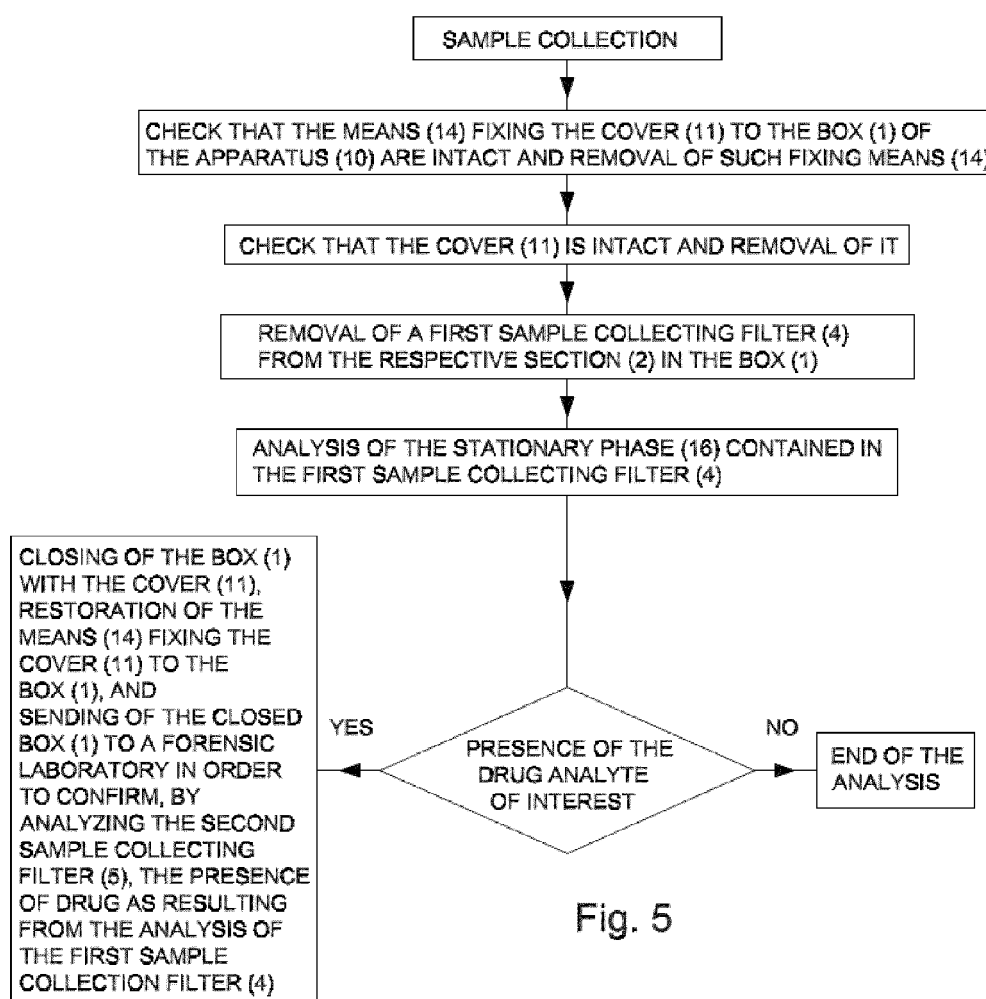 SAMPLE COLLECTION
CHECK THAT THE MEANS (14) FIXING THE COVER (11) TO THE BOX (1) OF
THE APPARATUS (10) ARE INTACT AND REMOVAL OF SUCH FIXING MEANS (14)
CHECK THAT THE COVER (11) IS INTACT AND REMOVAL OF IT
REMOVAL OF A FIRST SAMPLE COLLECTING FILTER (4)
FROM THE RESPECTIVE SECTION (2) IN THE BOX (1)
ANALYSIS OF THE STATIONARY PHASE (16) CONTAINED IN
THE FIRST SAMPLE COLLECTING FILTER (4)
PRESENCE OF THE
DRUG ANALYTE
OF INTEREST
YES
CLOSING OF THE BOX (1)
WITH THE COVER (11),
RESTORATION OF THE
MEANS (14) FIXING THE
COVER (11) TO THE
BOX (1), AND
SENDING OF THE CLOSED
BOX (1) TO A FORENSIC
LABORATORY IN ORDER
TO CONFIRM, BY
ANALYZING THE SECOND
SAMPLE COLLECTING
FILTER (5), THE PRESENCE
OF DRUG AS RESULTING
FROM THE ANALYSIS OF
THE FIRST SAMPLE
COLLECTION FILTER (4)
NO
END OF THE
ANALYSIS
Fig. 5